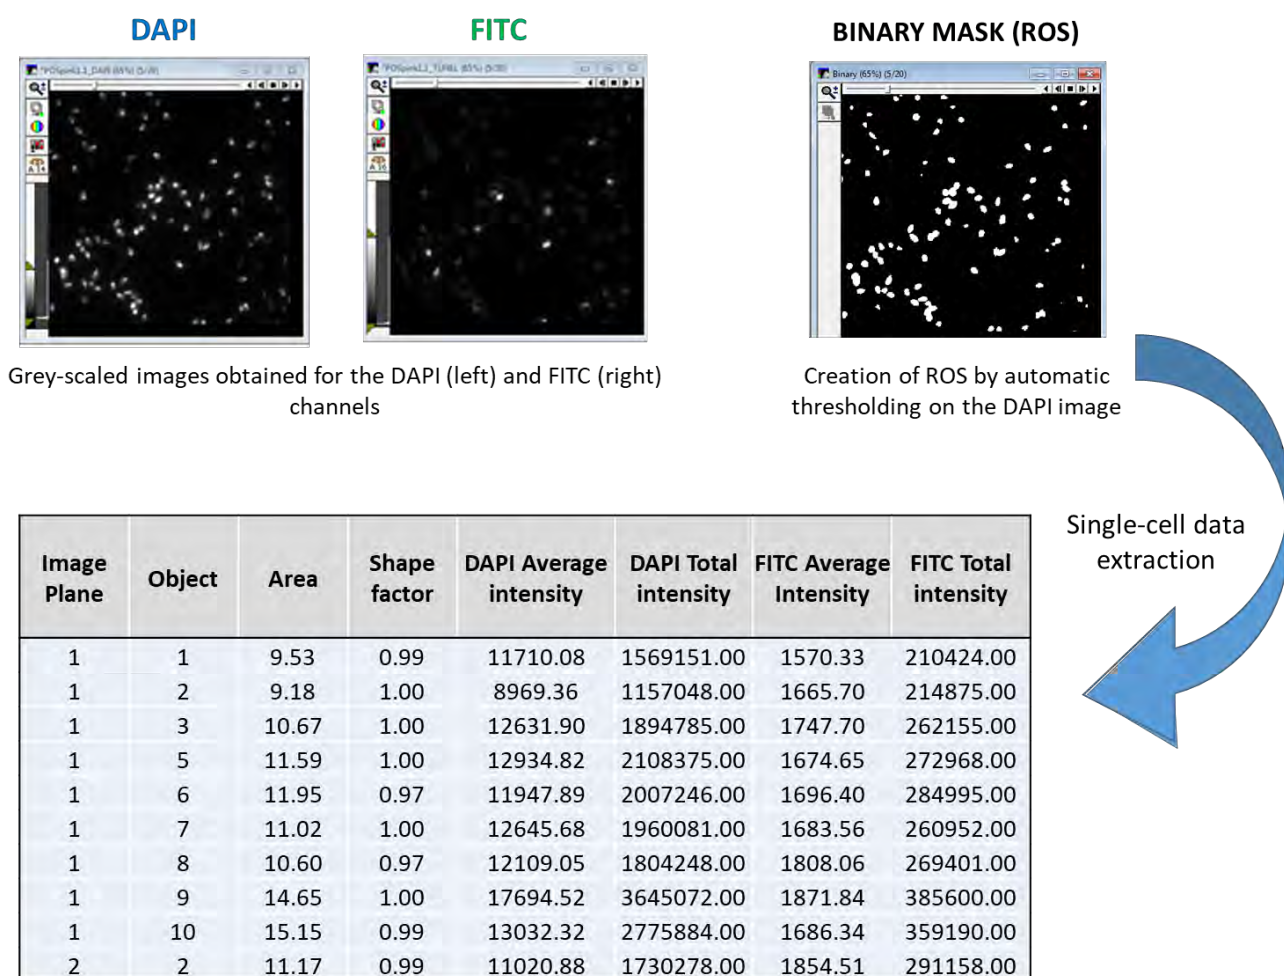 DAPI
FITC
BINARY MASK (ROS)
Binary (65%) (5/20)
Grey-scaled images obtained for the DAPI (left) and FITC (right)
channels
Creation of ROS by automatic
thresholding on the DAPI image
Single-cell data
extraction
Image Plane Object Area Shape factor DAPI Average intensity DAPI Total intensity FITC Average Intensity FITC Total intensity
1 1 9.53 0.99 11710.08 1569151.00 1570.33 210424.00
1 2 9.18 1.00 8969.36 1157048.00 1665.70 214875.00
1 3 10.67 1.00 12631.90 1894785.00 1747.70 262155.00
1 5 11.59 1.00 12934.82 2108375.00 1674.65 272968.00
1 6 11.95 0.97 11947.89 2007246.00 1696.40 284995.00
1 7 11.02 1.00 12645.68 1960081.00 1683.56 260952.00
1 8 10.60 0.97 12109.05 1804248.00 1808.06 269401.00
1 9 14.65 1.00 17694.52 3645072.00 1871.84 385600.00
1 10 15.15 0.99 13032.32 2775884.00 1686.34 359190.00
2 2 11.17 0.99 11020.88 1730278.00 1854.51 291158.00